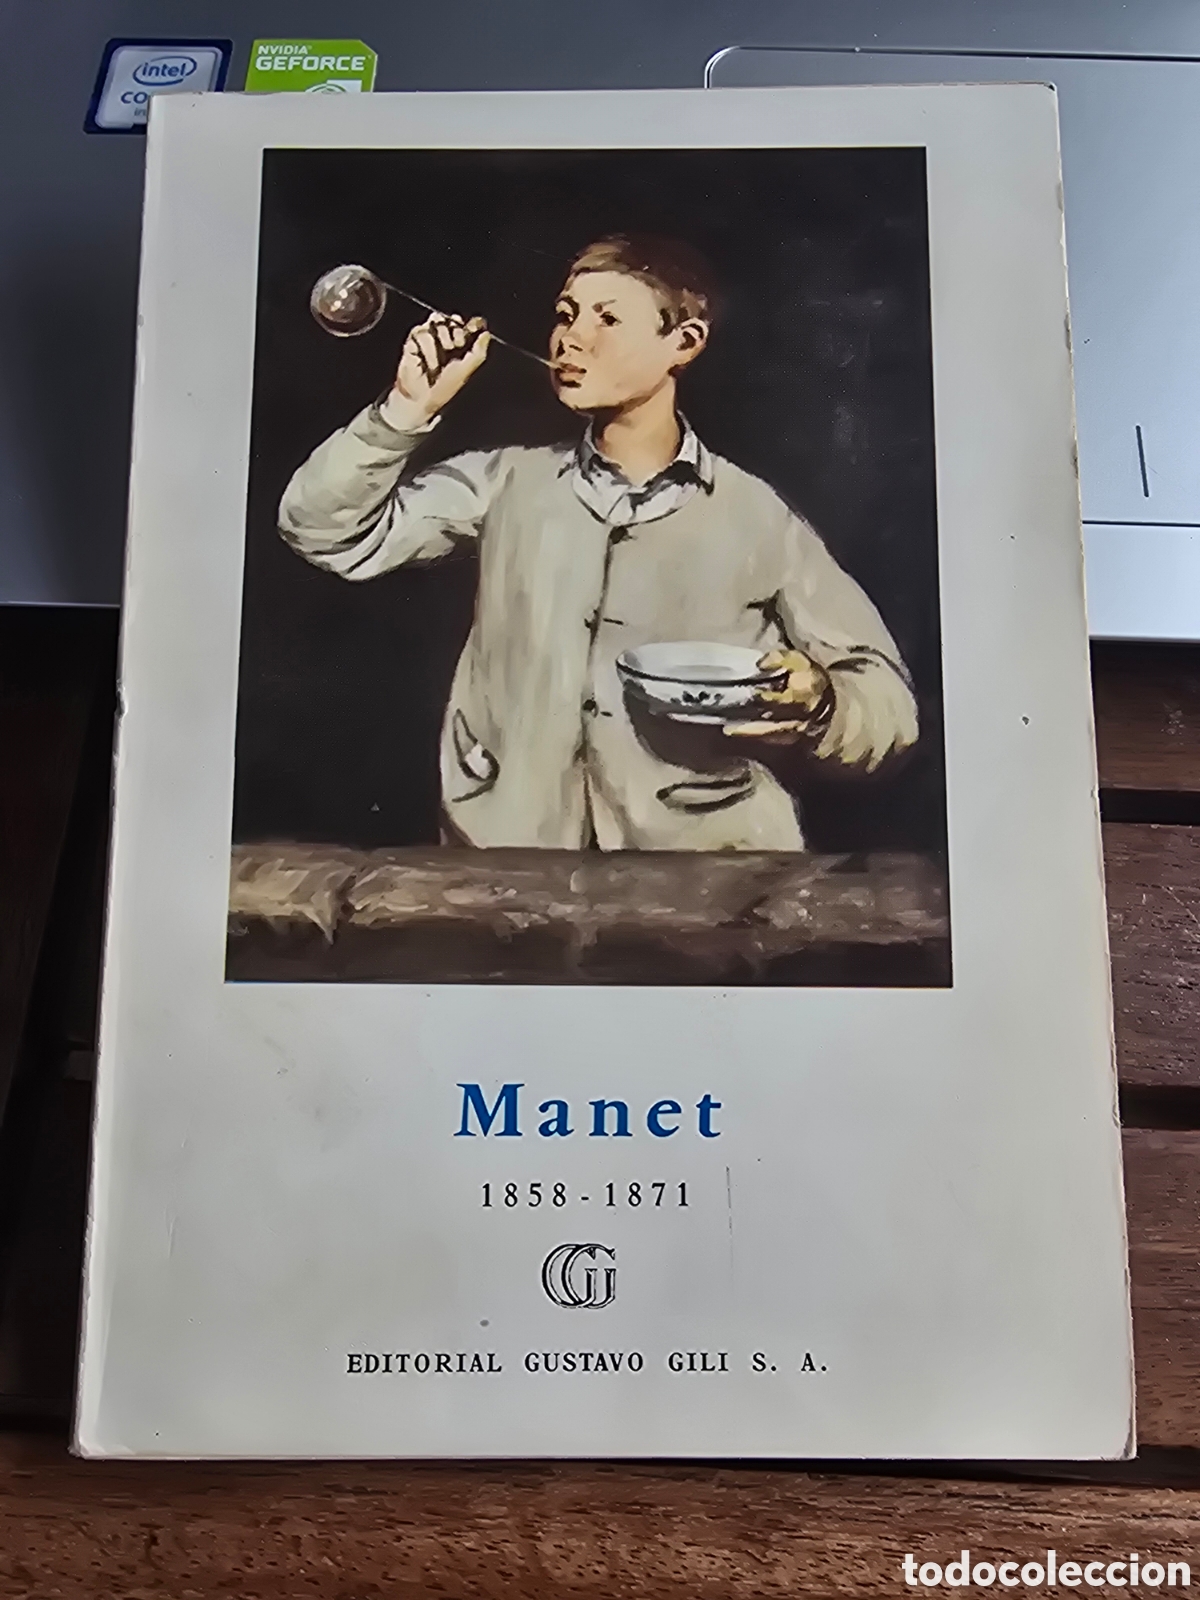 intel
NVIDIA
GEFORCE
Manet
1858-1871
GG
EDITORIAL GUSTAVO GILI S. A.
todocoleccion